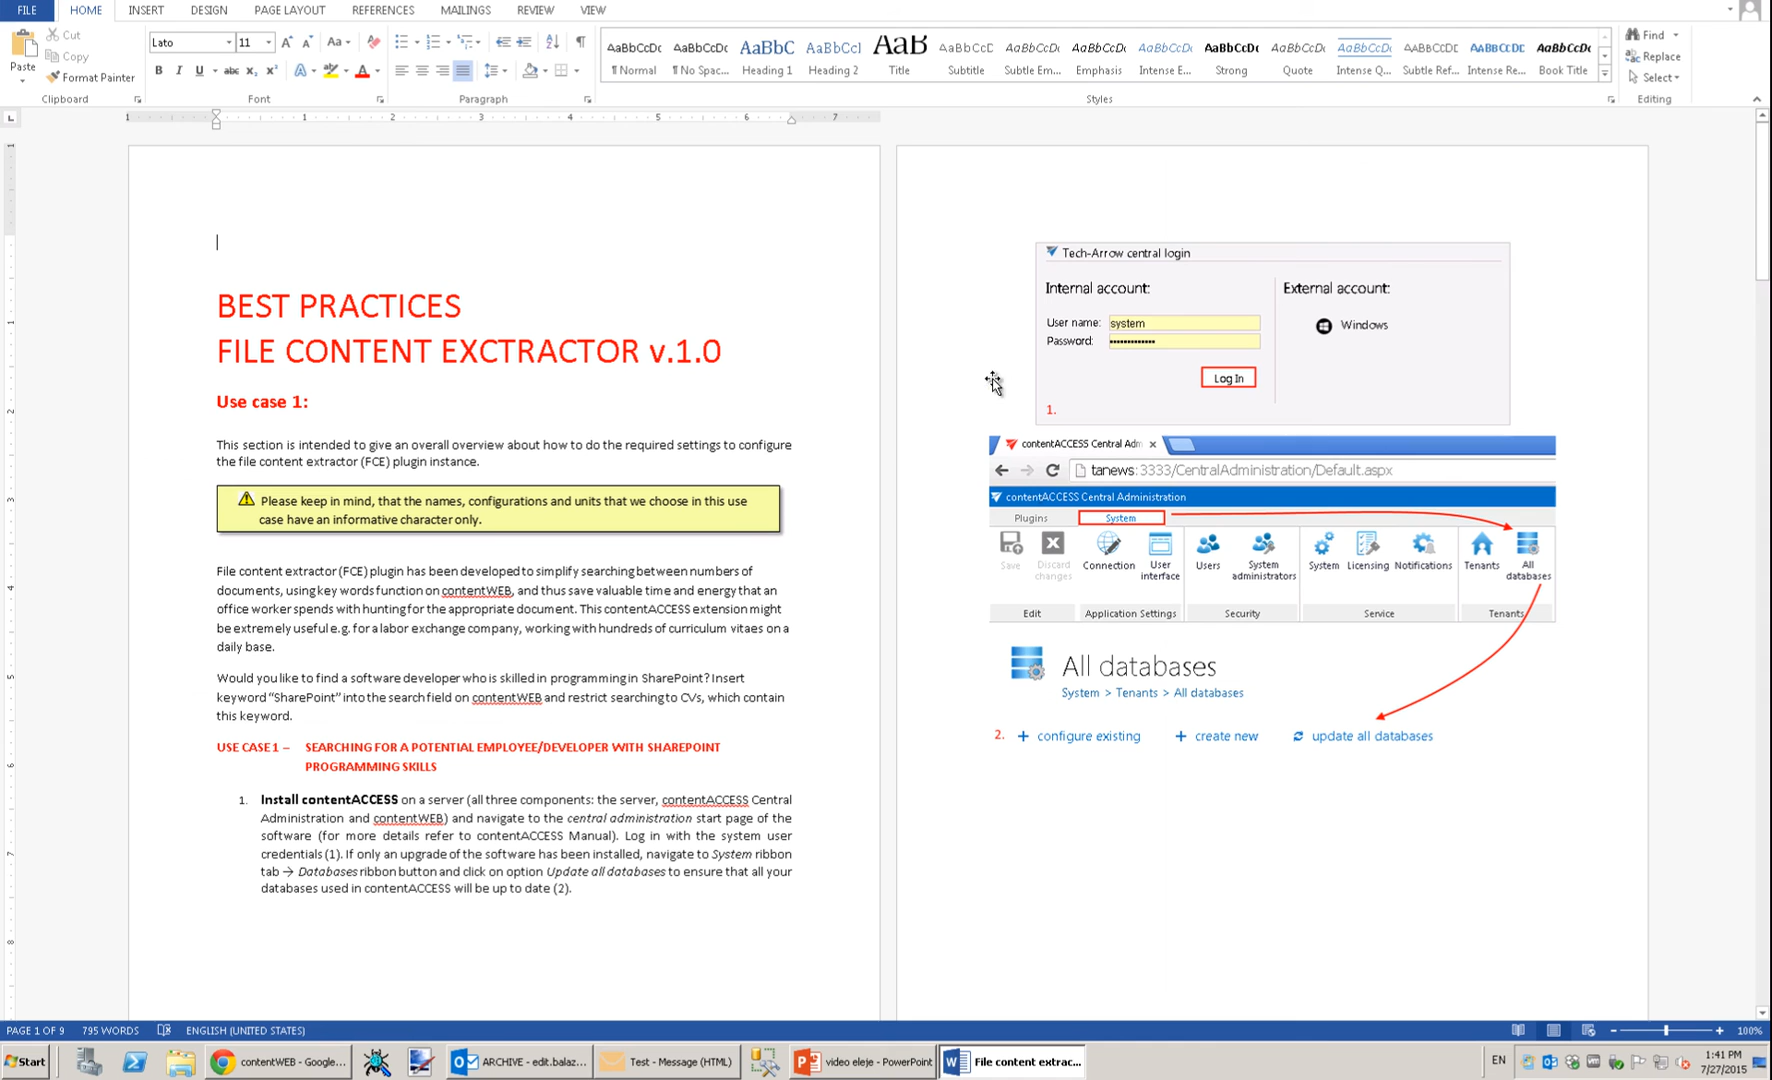 FILE HOME INSERT DESIGN PAGE LAYOUT REFERENCES MAILINGS REVIEW VIEW
Paste Cut Copy Format Painter
Lato 11 Aa
B I U abc x₂ x² A A
AaBbCcDc AaBbCcDc AaBbC AaBbCcI AaB AaBbCcD AaBbCcDc AaBbCcDc AaBbCcDc AaBbCcDc AaBbCcDc AaBbCcDc AaBbCcDc AaBbCcDc AaBbCcDc
¶ Normal ¶ No Spac... Heading 1 Heading 2 Title Subtitle Subtle Em... Emphasis Intense E... Strong Quote Intense Q... Subtle Ref... Intense Re... Book Title
Find
Replace
Select
Clipboard Font Paragraph Styles Editing
1 1 2 3 4 5 6 7
BEST PRACTICES
FILE CONTENT EXCTRACTOR v.1.0
Use case 1:
This section is intended to give an overall overview about how to do the required settings to configure
the file content extractor (FCE) plugin instance.
Please keep in mind, that the names, configurations and units that we choose in this use
case have an informative character only.
File content extractor (FCE) plugin has been developed to simplify searching between numbers of
documents, using key words function on contentWEB, and thus save valuable time and energy that an
office worker spends with hunting for the appropriate document. This contentACCESS extension might
be extremely useful e.g. for a labor exchange company, working with hundreds of curriculum vitaes on a
daily base.
Would you like to find a software developer who is skilled in programming in SharePoint? Insert
keyword “SharePoint” into the search field on contentWEB and restrict searching to CVs, which contain
this keyword.
USE CASE 1 – SEARCHING FOR A POTENTIAL EMPLOYEE/DEVELOPER WITH SHAREPOINT
PROGRAMMING SKILLS
1. Install contentACCESS on a server (all three components: the server, contentACCESS Central
Administration and contentWEB) and navigate to the central administration start page of the
software (for more details refer to contentACCESS Manual). Log in with the system user
credentials (1). If only an upgrade of the software has been installed, navigate to System ribbon
tab → Databases ribbon button and click on option Update all databases to ensure that all your
databases used in contentACCESS will be up to date (2).
Tech-Arrow central login
Internal account: External account:
User name: system
Windows
Password: •••••••••••••
Log In
1.
contentACCESS Central Adm
tanews:3333/CentralAdministration/Default.aspx
contentACCESS Central Administration
Plugins System
Save Discard changes Connection User interface Users System administrators System Licensing Notifications Tenants All databases
Edit Application Settings Security Service Tenants
All databases
System > Tenants > All databases
2. + configure existing + create new update all databases
PAGE 1 OF 9 795 WORDS ENGLISH (UNITED STATES) 100%
Start contentWEB - Google... ARCHIVE - edit.balaz... Test - Message (HTML) video eleje - PowerPoint File content extrac... EN 1:41 PM
7/27/2015